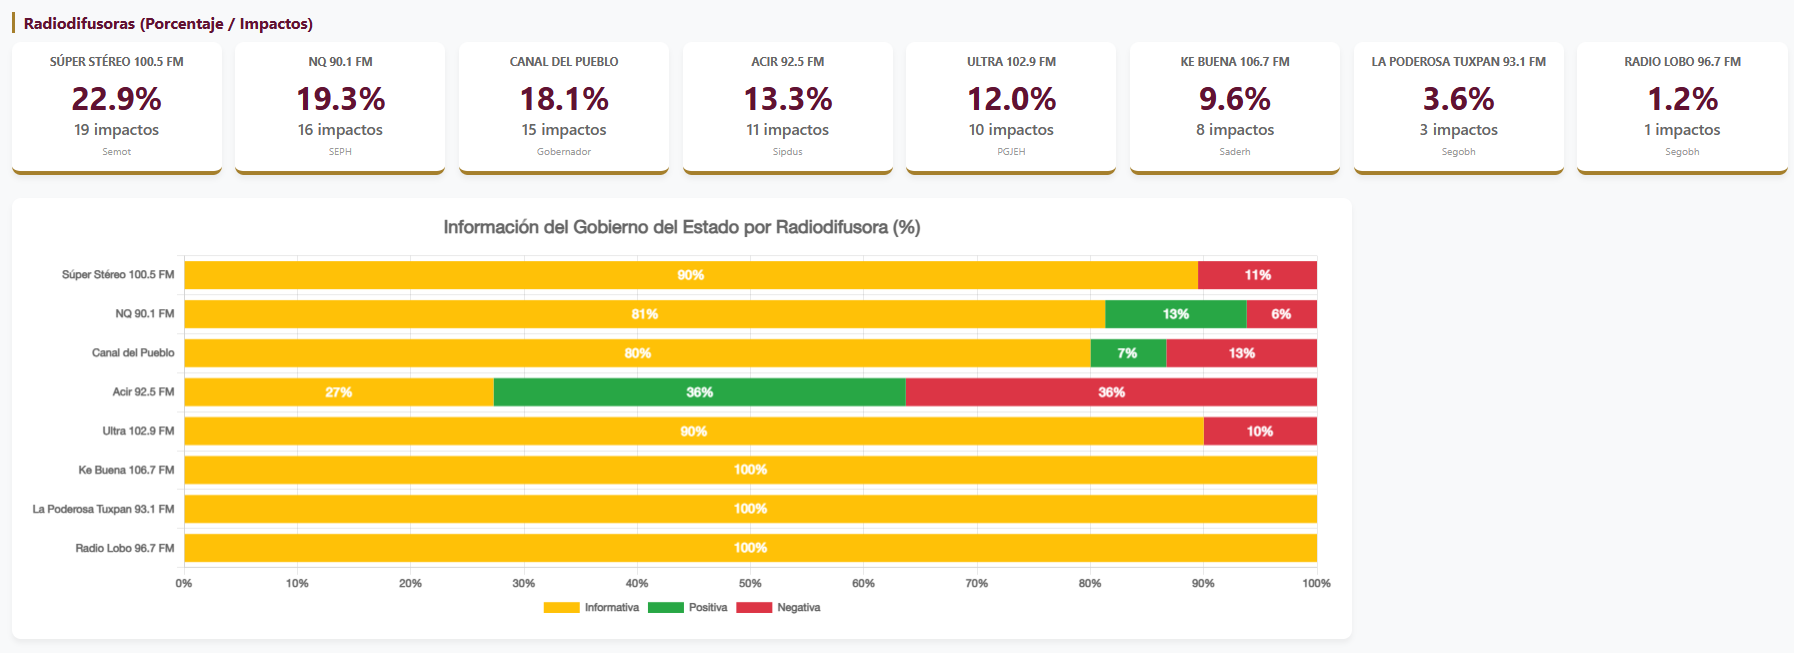 Radiodifusoras (Porcentaje / Impactos)
SÚPER STÉREO 100.5 FM
22.9%
19 impactos
Semot
NQ 90.1 FM
19.3%
16 impactos
SEPH
CANAL DEL PUEBLO
18.1%
15 impactos
Gobernador
ACIR 92.5 FM
13.3%
11 impactos
Sipdus
ULTRA 102.9 FM
12.0%
10 impactos
PGJEH
KE BUENA 106.7 FM
9.6%
8 impactos
Saderh
LA PODEROSA TUXPAN 93.1 FM
3.6%
3 impactos
Segobh
RADIO LOBO 96.7 FM
1.2%
1 impactos
Segobh
Información del Gobierno del Estado por Radiodifusora (%)
Súper Stéreo 100.5 FM 90% 11%
NQ 90.1 FM 81% 13% 6%
Canal del Pueblo 80% 7% 13%
Acir 92.5 FM 27% 36% 36%
Ultra 102.9 FM 90% 10%
Ke Buena 106.7 FM 100%
La Poderosa Tuxpan 93.1 FM 100%
Radio Lobo 96.7 FM 100%
0% 10% 20% 30% 40% 50% 60% 70% 80% 90% 100%
Informativa Positiva Negativa